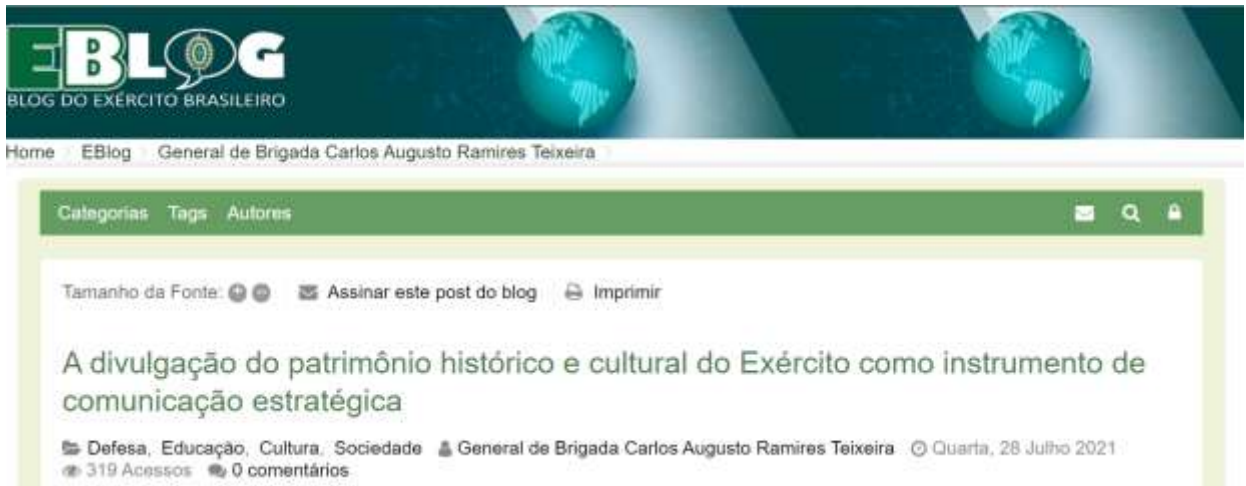 EBLOG
BLOG DO EXÉRCITO BRASILEIRO
Home EBlog General de Brigada Carlos Augusto Ramires Teixeira
Categorias Tags Autores
Tamanho da Fonte: Assinar este post do blog Imprimir
A divulgação do patrimônio histórico e cultural do Exército como instrumento de
comunicação estratégica
Defesa, Educação, Cultura, Sociedade General de Brigada Carlos Augusto Ramires Teixeira Quarta, 28 Julho 2021
319 Acessos 0 comentários